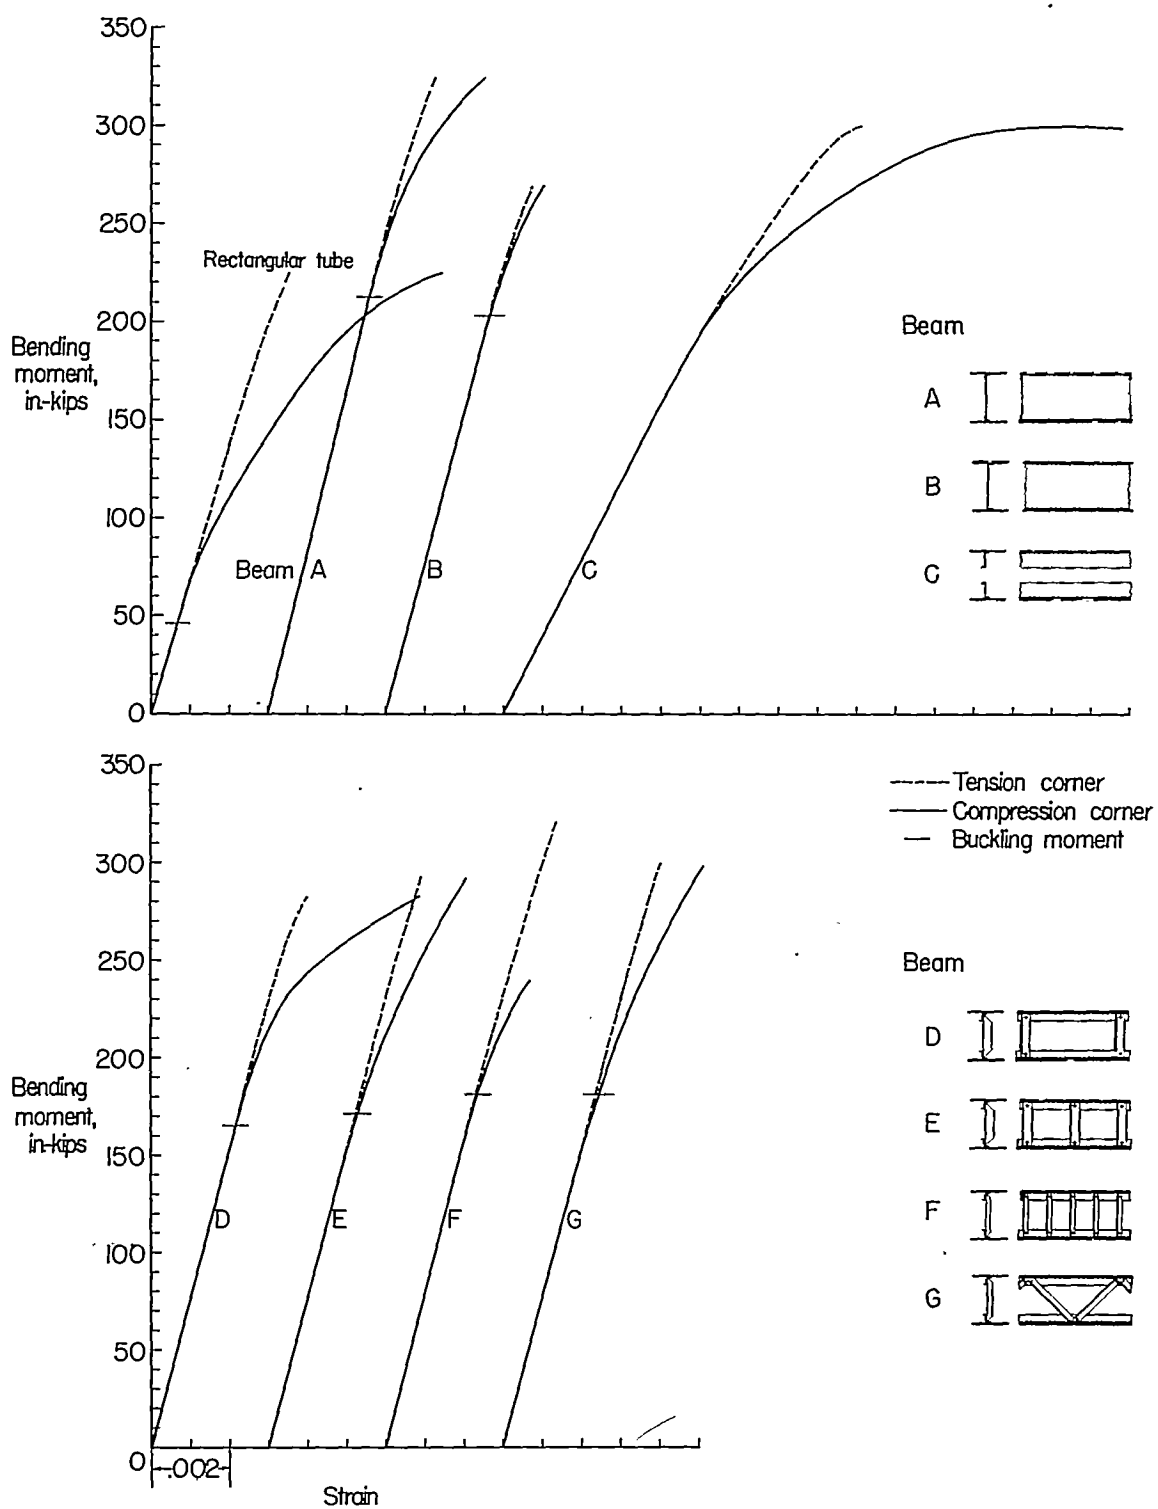 350
300
250
200
150
100
50
0
Bending
moment,
in-kips
Rectangular tube
Beam A
B
C
Beam
A
B
C
350
300
250
200
150
100
50
0
Bending
moment,
in-kips
D
E
F
G
.002
Strain
Tension corner
Compression corner
Buckling moment
Beam
D
E
F
G